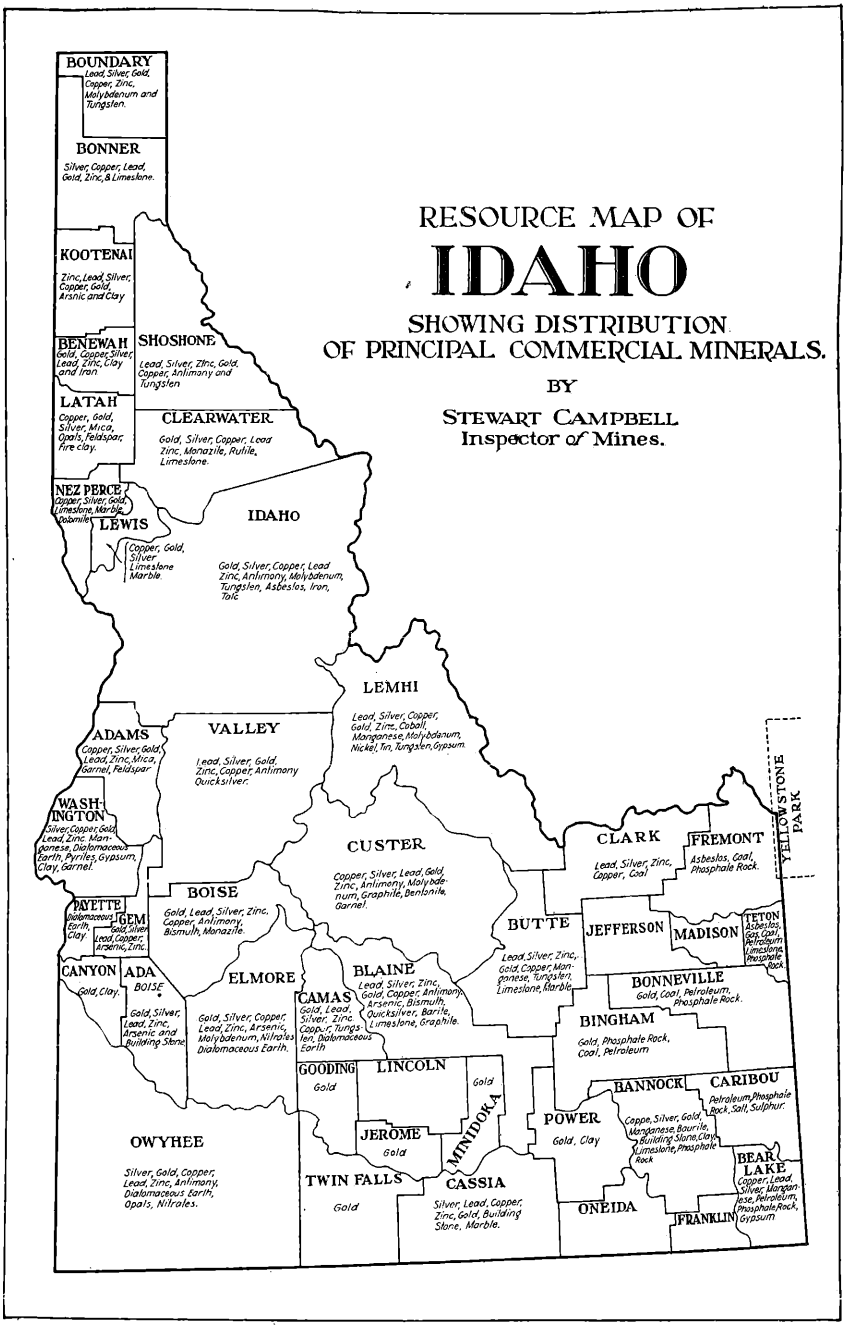 BOUNDARY
Lead, Silver, Gold,
Copper, Zinc,
Molybdenum and
Tungsten.
BONNER
Silver, Copper, Lead,
Gold, Zinc, & Limestone.
RESOURCE MAP OF
IDAHO
SHOWING DISTRIBUTION
OF PRINCIPAL COMMERCIAL MINERALS.
BY
STEWART CAMPBELL
Inspector of Mines.
KOOTENAI
Zinc, Lead, Silver,
Copper, Gold,
Arsnic and Clay
BENEWAH
Gold, Copper, Silver,
Lead, Zinc, Clay
and Iron
SHOSHONE
Lead, Silver, Zinc, Gold,
Copper, Antimony and
Tungsten
LATAH
Copper, Gold,
Silver, Mica,
Opals, Feldspar,
Fire clay.
CLEARWATER
Gold, Silver, Copper, Lead
Zinc, Monazile, Rutile,
Limestone.
NEZ PERCE
Copper, Silver, Gold,
Limestone, Marble,
Dolomite
LEWIS
Copper, Gold,
Silver
Limestone
Marble.
IDAHO
Gold, Silver, Copper, Lead
Zinc, Antimony, Molybdenum,
Tungsten, Asbestos, Iron,
Talc
LEMHI
Lead, Silver, Copper,
Gold, Zinc, Cobalt,
Manganese, Molybdenum,
Nickel, Tin, Tungsten, Gypsum.
ADAMS
Copper, Silver, Gold,
Lead, Zinc, Mica,
Garnet, Feldspar
VALLEY
Lead, Silver, Gold,
Zinc, Copper, Antimony
Quicksilver.
YELLOWSTONE
PARK
WASH-
INGTON
Silver, Copper, Gold,
Lead, Zinc. Man-
ganese, Diatomaceous
Earth, Pyrites, Gypsum,
Clay, Garnet.
CUSTER
Copper, Silver, Lead, Gold,
Zinc, Antimony, Molybde-
num, Graphite, Bentonite,
Garnet.
CLARK
Lead, Silver, Zinc,
Copper, Coal
FREMONT
Asbestos, Coal,
Phosphate Rock.
PAYETTE
Diatomaceous
Earth,
Clay.
GEM
Gold, Silver
Lead, Copper,
Arsenic, Zinc.
BOISE
Gold, Lead, Silver, Zinc,
Copper, Antimony,
Bismuth, Monazite.
BUTTE
Lead, Silver, Zinc,
Gold, Copper, Man-
ganese, Tungsten,
Limestone, Marble
JEFFERSON
MADISON
TETON
Asbestos,
Gas, Coal,
Petroleum
Limestone,
Phosphate
Rock.
CANYON
Gold, Clay.
ADA
BOISE
Gold, Silver,
Lead, Zinc,
Arsenic and
Building Stone
ELMORE
Gold, Silver, Copper,
Lead, Zinc, Arsenic,
Molybdenum, Nitrates
Diatomaceous Earth.
CAMAS
Gold, Lead,
Silver, Zinc,
Copper, Tungs-
ten, Diatomaceous
Earth
BLAINE
Lead, Silver, Zinc,
Gold, Copper, Antimony,
Arsenic, Bismuth,
Quicksilver, Barite,
Limestone, Graphite.
BONNEVILLE
Gold, Coal, Petroleum,
Phosphate Rock.
BINGHAM
Gold, Phosphate Rock,
Coal, Petroleum
GOODING
Gold
LINCOLN
Gold
JEROME
Gold
MINIDOKA
POWER
Gold, Clay
BANNOCK
Coppe, Silver, Gold,
Manganese, Baurile,
Building Stone, Clay,
Limestone, Phosphate
Rock
CARIBOU
Petroleum, Phosphate
Rock, Salt, Sulphur.
OWYHEE
Silver, Gold, Copper,
Lead, Zinc, Antimony,
Diatomaceous Earth,
Opals, Nitrates.
TWIN FALLS
Gold
CASSIA
Silver, Lead, Copper,
Zinc, Gold, Building
Stone, Marble.
ONEIDA
FRANKLIN
BEAR
LAKE
Copper, Lead,
Silver, Mangan-
ese, Petroleum,
Phosphate Rock,
Gypsum